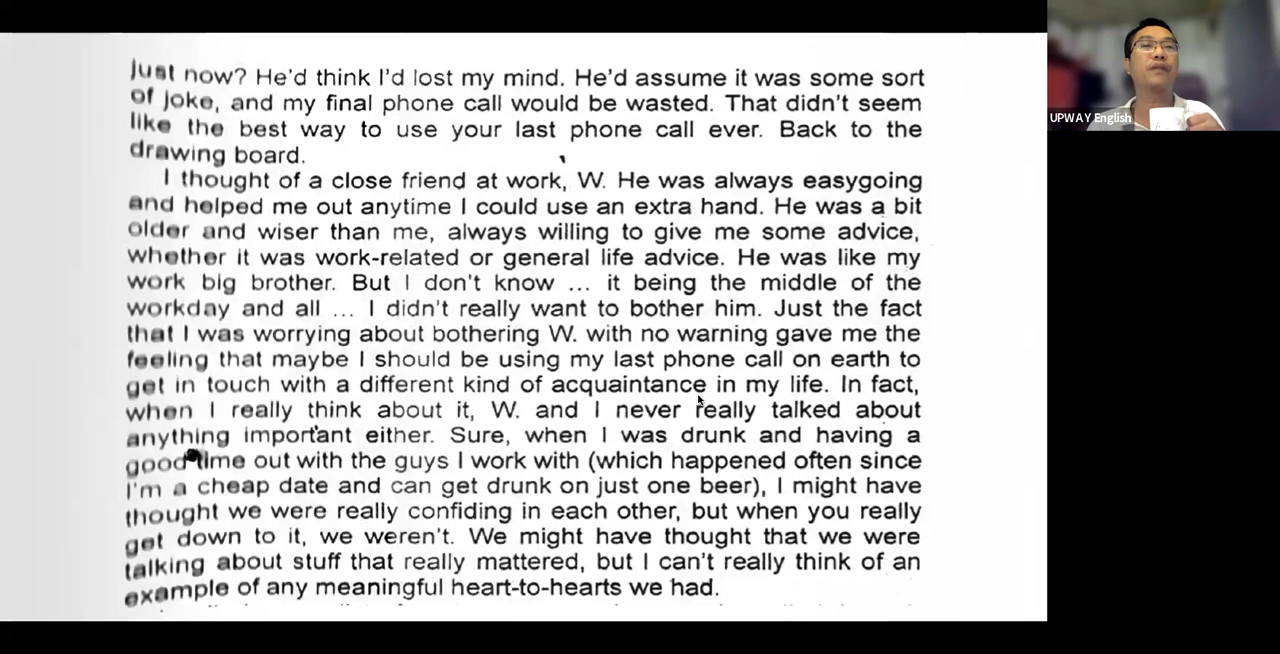 just now? He'd think I'd lost my mind. He'd assume it was some sort
of joke, and my final phone call would be wasted. That didn't seem
like the best way to use your last phone call ever. Back to the
drawing board.
I thought of a close friend at work, W. He was always easygoing
and helped me out anytime I could use an extra hand. He was a bit
older and wiser than me, always willing to give me some advice,
whether it was work-related or general life advice. He was like my
work big brother. But I don't know ... it being the middle of the
workday and all ... I didn't really want to bother him. Just the fact
that I was worrying about bothering W. with no warning gave me the
feeling that maybe I should be using my last phone call on earth to
get in touch with a different kind of acquaintance in my life. In fact,
when I really think about it, W. and I never really talked about
anything important either. Sure, when I was drunk and having a
good time out with the guys I work with (which happened often since
I'm a cheap date and can get drunk on just one beer), I might have
thought we were really confiding in each other, but when you really
get down to it, we weren't. We might have thought that we were
talking about stuff that really mattered, but I can't really think of an
example of any meaningful heart-to-hearts we had.
UPWAY English